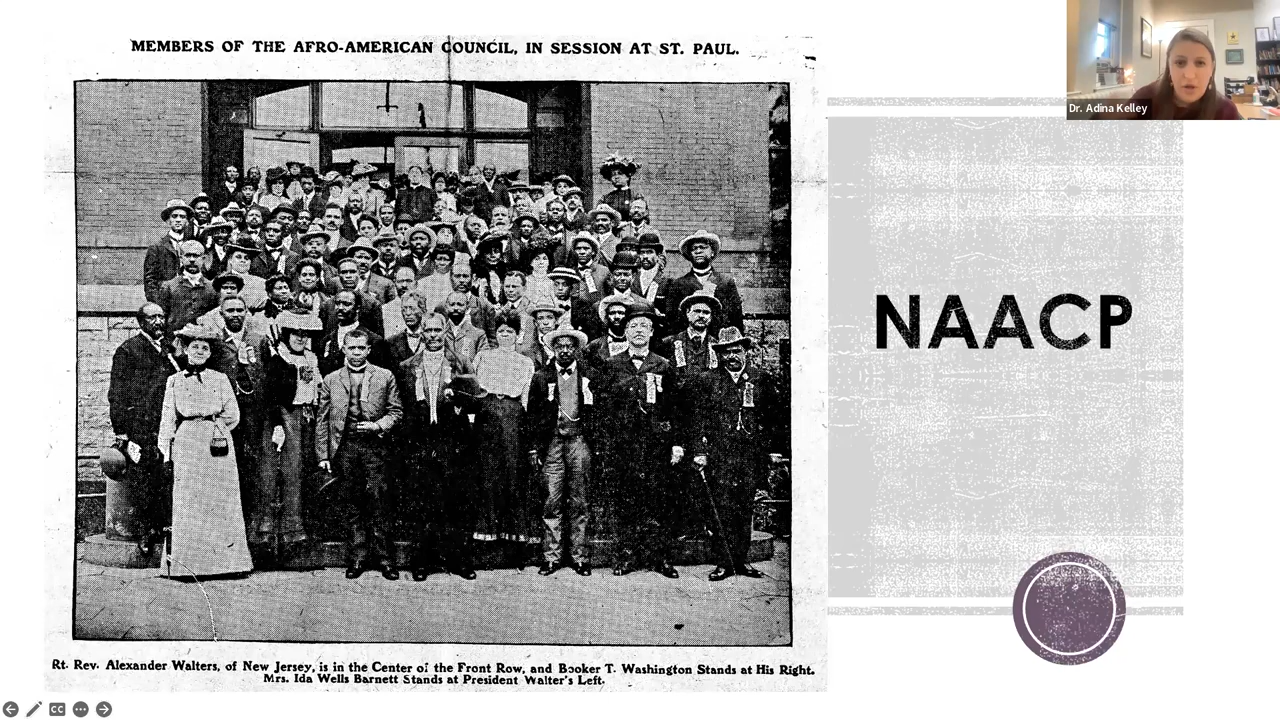 MEMBERS OF THE AFRO-AMERICAN COUNCIL, IN SESSION AT ST. PAUL.
Dr. Adina Kelley
NAACP
Rt. Rev. Alexander Walters, of New Jersey, is in the Center of the Front Row, and Booker T. Washington Stands at His Right.
Mrs. Ida Wells Barnett Stands at President Walter's Left.
CC